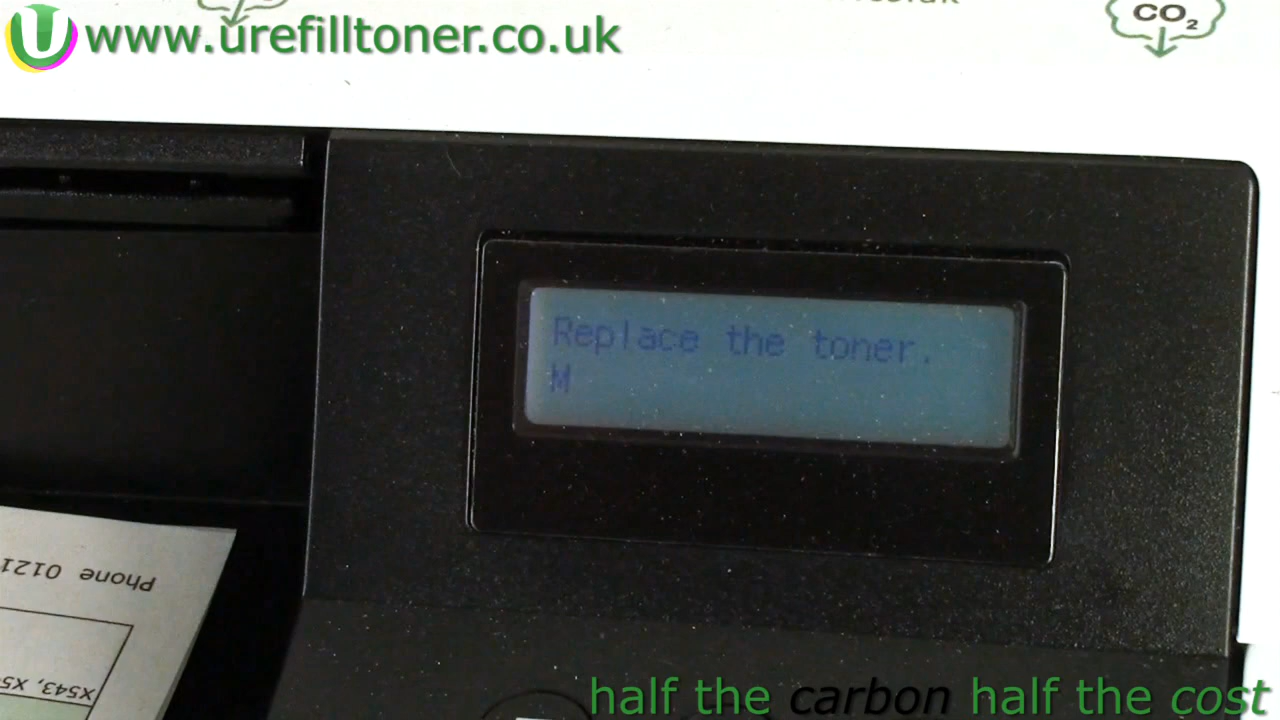 www.urefilltoner.co.uk
CO2
Replace the toner.
M
Phone 0121
X543, X5
half the carbon half the cost